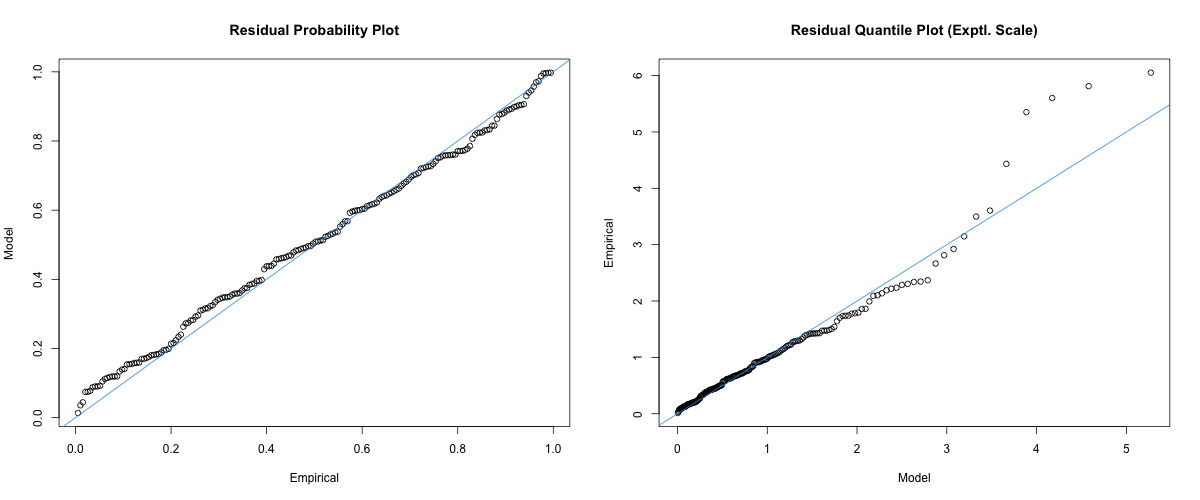 Residual Probability Plot
Model
0.0 0.2 0.4 0.6 0.8 1.0
0.0 0.2 0.4 0.6 0.8 1.0
Empirical
Residual Quantile Plot (Exptl. Scale)
Empirical
0 1 2 3 4 5 6
0 1 2 3 4 5
Model